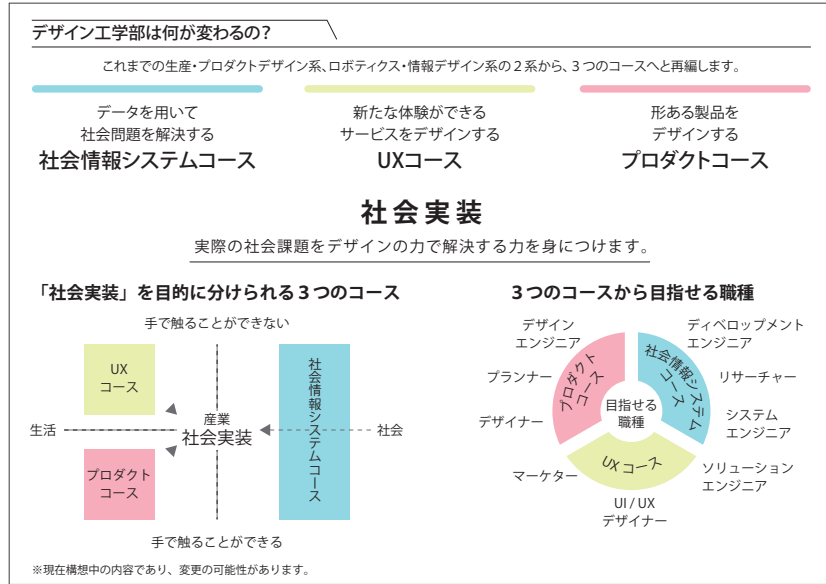 デザイン工学部は何が変わるの？
これまでの生産・プロダクトデザイン系、ロボティクス・情報デザイン系の２系から、３つのコースへと再編します。
データを用いて
社会問題を解決する
社会情報システムコース
新たな体験ができる
サービスをデザインする
UXコース
形ある製品を
デザインする
プロダクトコース
社会実装
実際の社会課題をデザインの力で解決する力を身につけます。
「社会実装」を目的に分けられる３つのコース
手で触ることができない
UX
コース
社会情報システムコース
生活
産業
社会実装
社会
プロダクト
コース
手で触ることができる
３つのコースから目指せる職種
デザイン
エンジニア
ディベロップメント
エンジニア
プランナー
リサーチャー
デザイナー
システム
エンジニア
マーケター
ソリューション
エンジニア
UI / UX
デザイナー
プロダクト
コース
社会情報システム
コース
目指せる
職種
UXコース
※現在構想中の内容であり、変更の可能性があります。